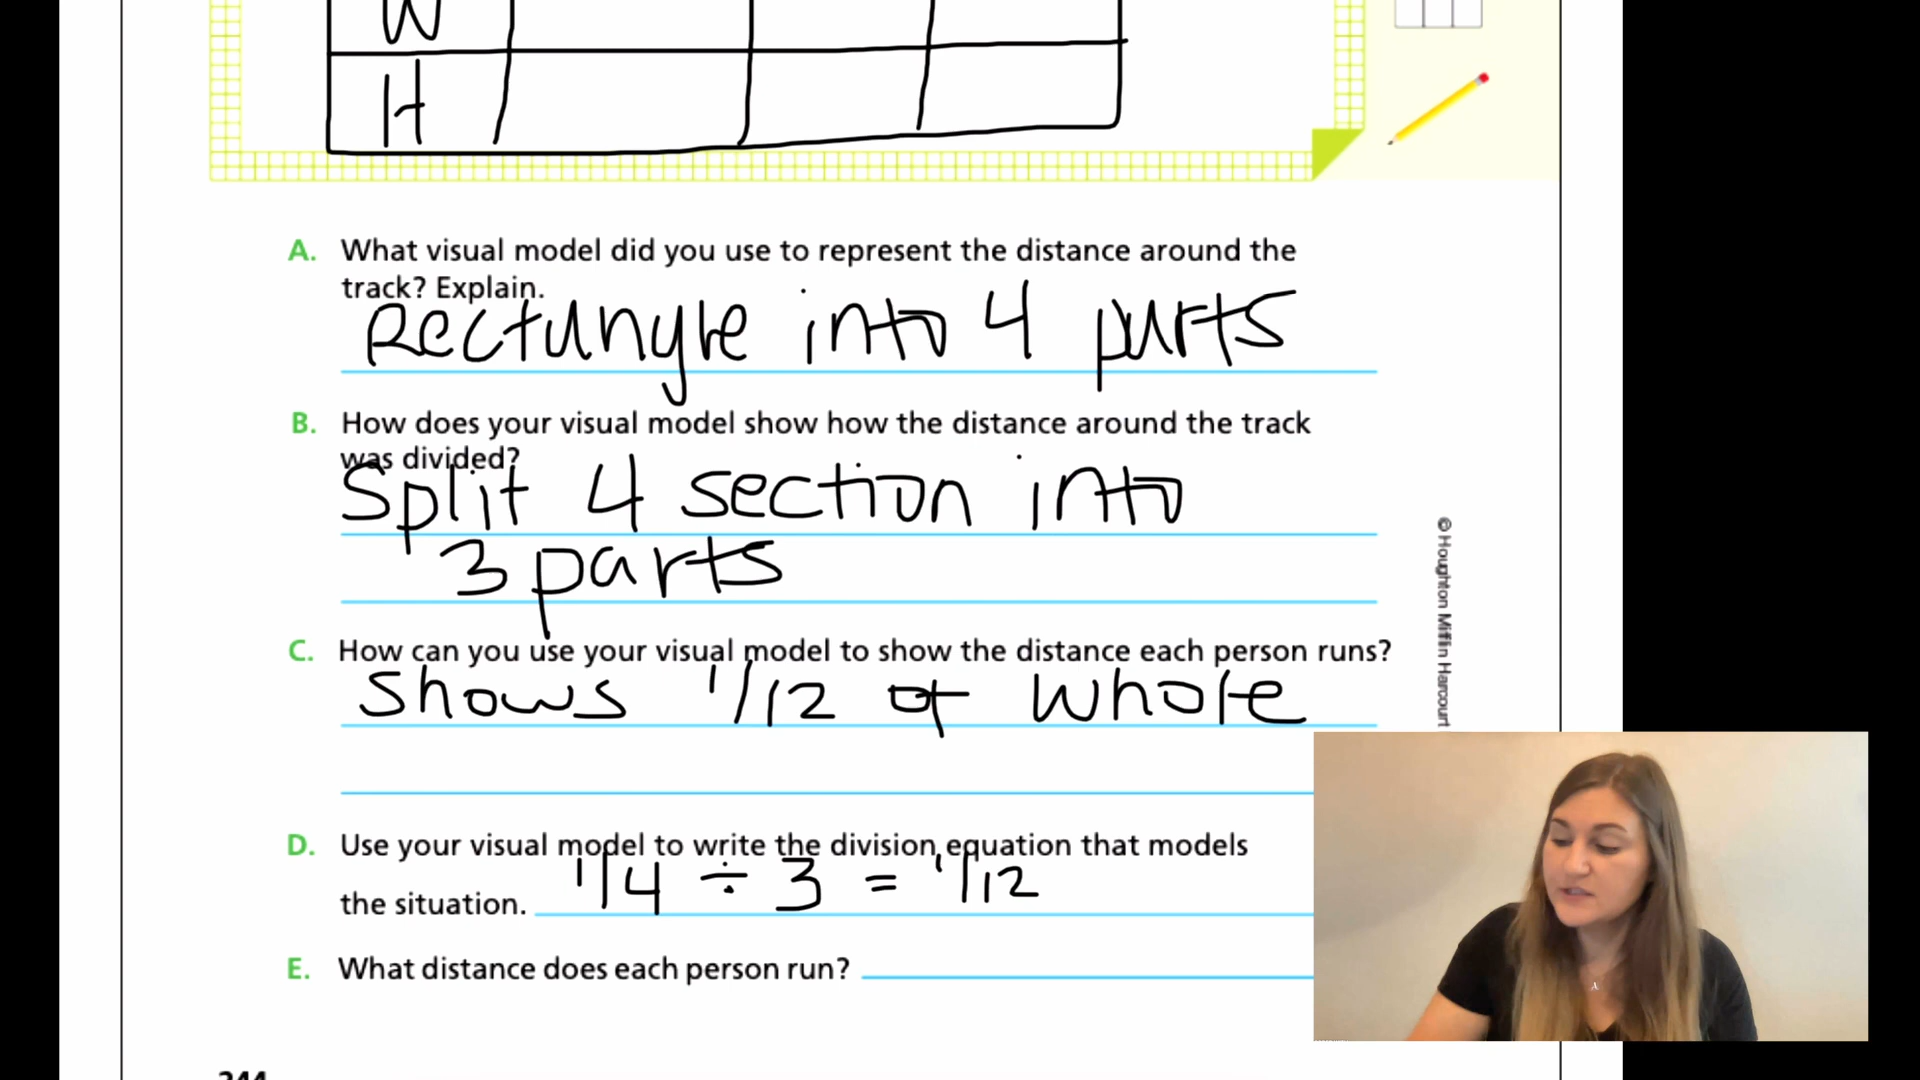 W
H
A. What visual model did you use to represent the distance around the
track? Explain.
Rectangle into 4 parts
B. How does your visual model show how the distance around the track
was divided?
Split 4 section into
3 parts
C. How can you use your visual model to show the distance each person runs?
Shows 1/12 of whole
D. Use your visual model to write the division equation that models
1/4 ÷ 3 = 1/12
the situation.
E. What distance does each person run?
© Houghton Mifflin Harcourt